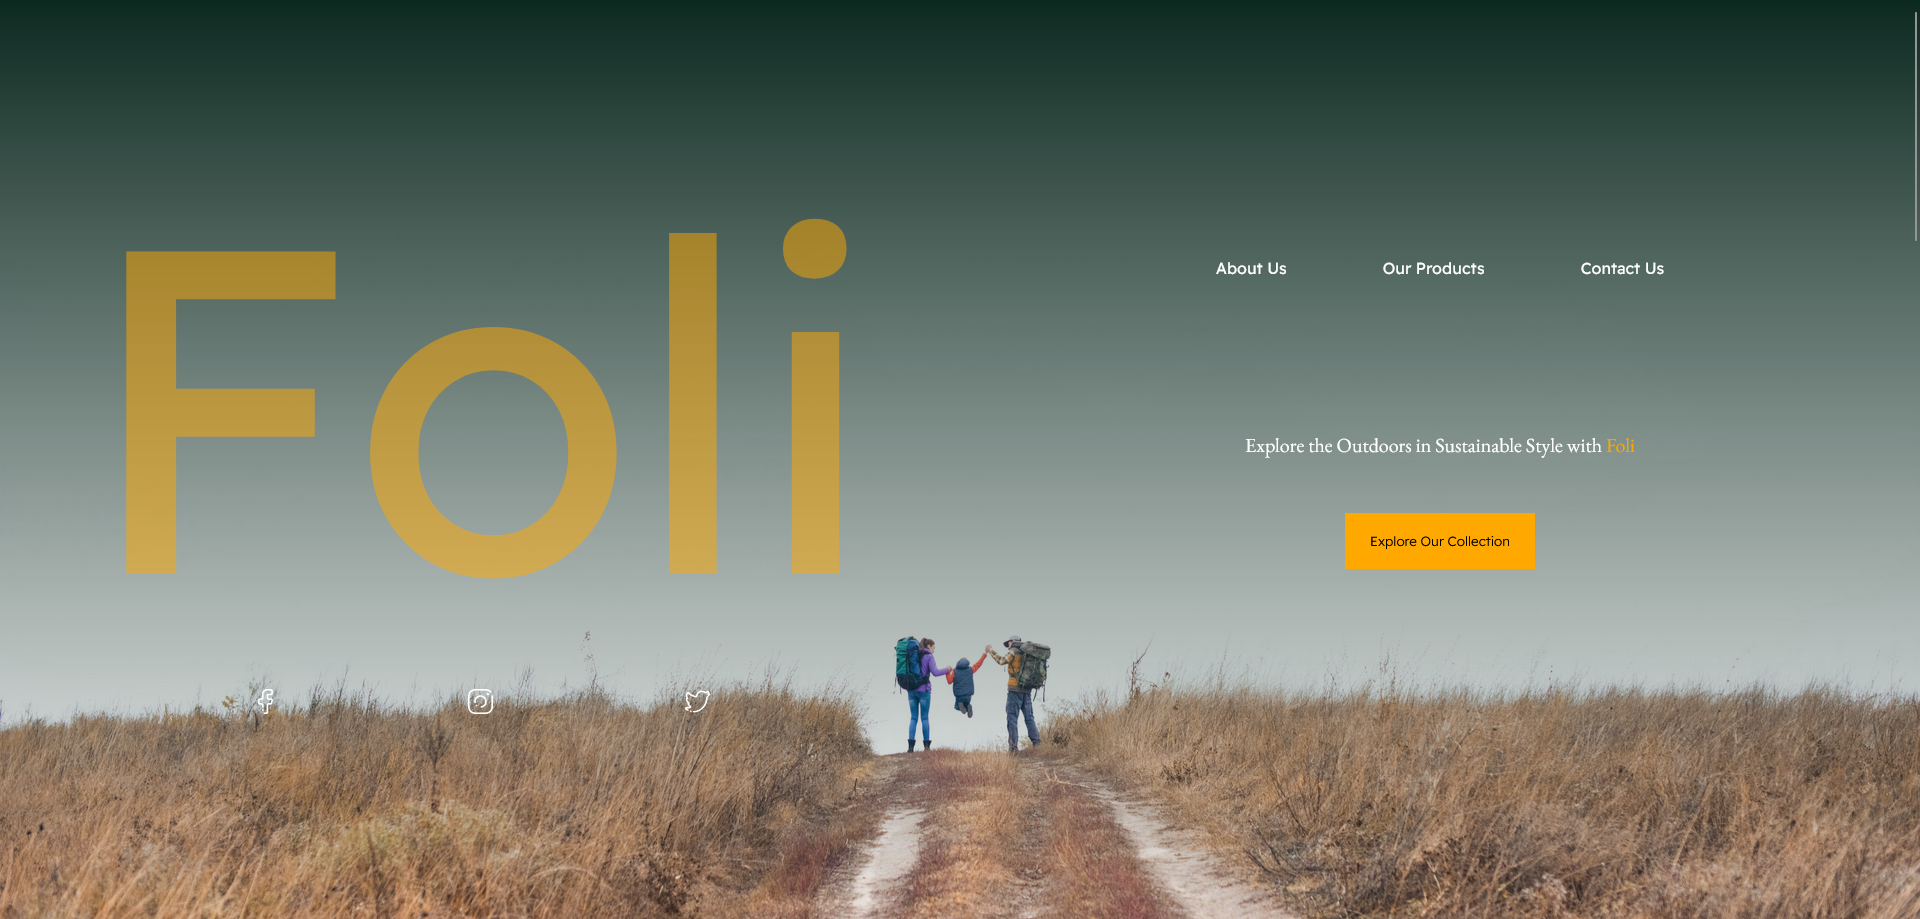 Foli
About Us
Our Products
Contact Us
Explore the Outdoors in Sustainable Style with Foli
Explore Our Collection